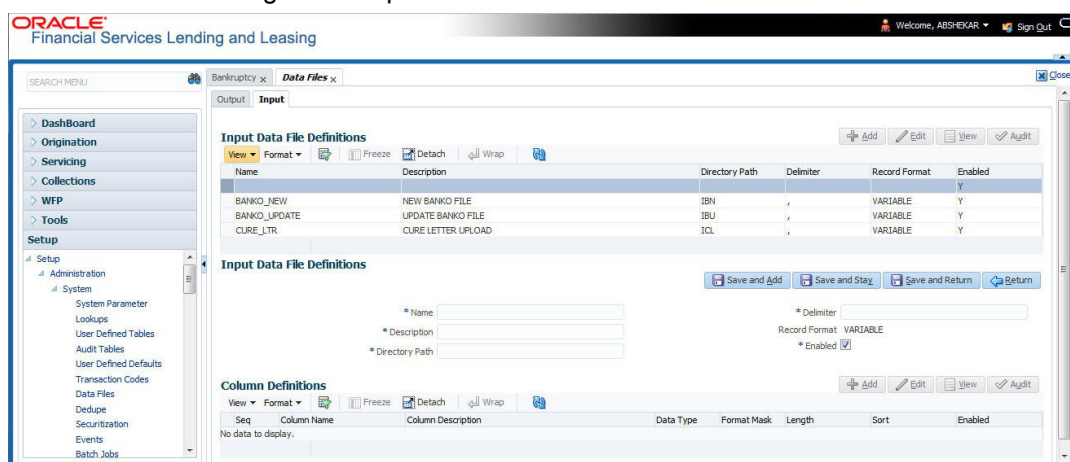 ORACLE
Financial Services Lending and Leasing
Welcome, ABSHEKAR Sign Out
SEARCH MENU
Bankruptcy x Data Files x Close
Output Input
DashBoard
Origination
Servicing
Collections
WFP
Tools
Setup
Setup
Administration
System
System Parameter
Lookups
User Defined Tables
Audit Tables
User Defined Defaults
Transaction Codes
Data Files
Dedupe
Securitization
Events
Batch Jobs
Input Data File Definitions Add Edit View Audit
View Format Freeze Detach Wrap
Name Description Directory Path Delimiter Record Format Enabled
Y
BANKO_NEW NEW BANKO FILE IBN , VARIABLE Y
BANKO_UPDATE UPDATE BANKO FILE IBU , VARIABLE Y
CURE_LTR CURE LETTER UPLOAD ICL , VARIABLE Y
Input Data File Definitions
Save and Add Save and Stay Save and Return Return
* Name * Delimiter
* Description Record Format VARIABLE
* Directory Path * Enabled
Column Definitions Add Edit View Audit
View Format Freeze Detach Wrap
Seq Column Name Column Description Data Type Format Mask Length Sort Enabled
No data to display.